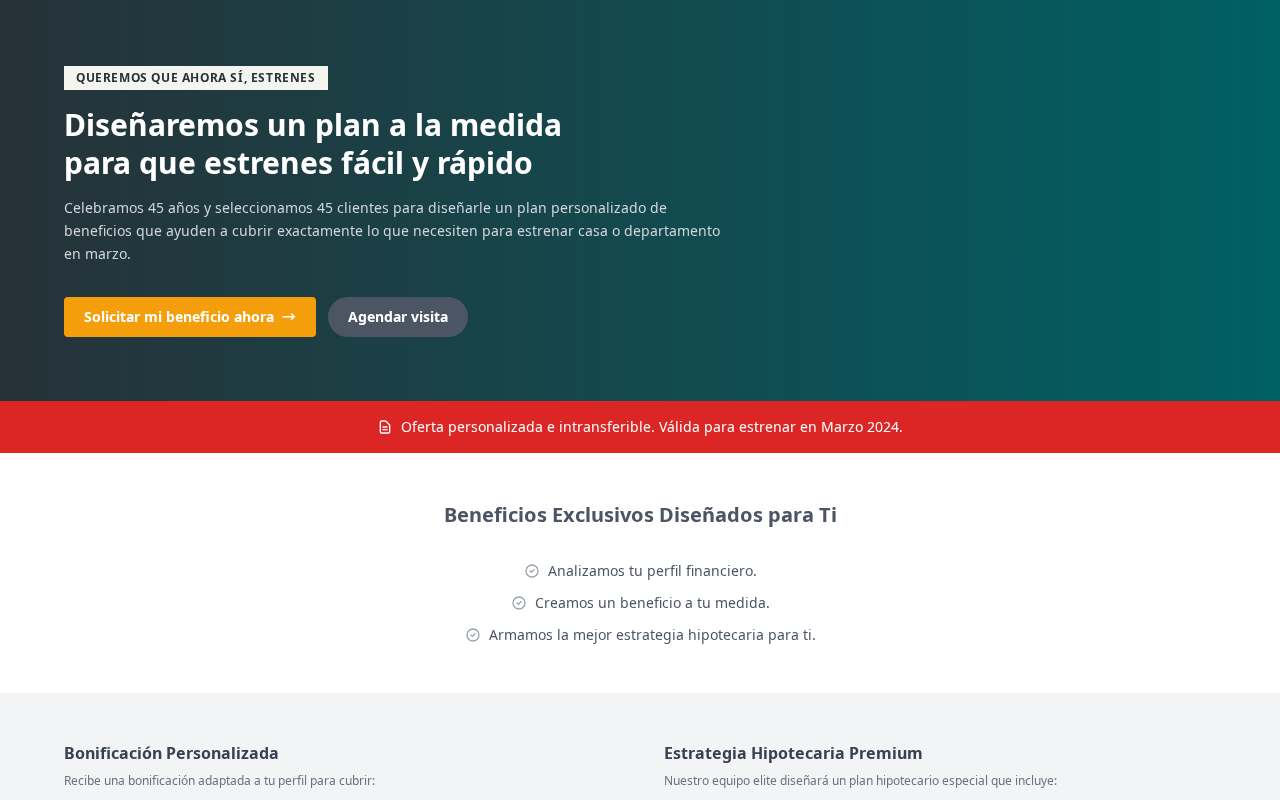 QUEREMOS QUE AHORA SÍ, ESTRENES
Diseñaremos un plan a la medida
para que estrenes fácil y rápido
Celebramos 45 años y seleccionamos 45 clientes para diseñarle un plan personalizado de
beneficios que ayuden a cubrir exactamente lo que necesiten para estrenar casa o departamento
en marzo.
Solicitar mi beneficio ahora →
Agendar visita
Oferta personalizada e intransferible. Válida para estrenar en Marzo 2024.
Beneficios Exclusivos Diseñados para Ti
Analizamos tu perfil financiero.
Creamos un beneficio a tu medida.
Armamos la mejor estrategia hipotecaria para ti.
Bonificación Personalizada
Recibe una bonificación adaptada a tu perfil para cubrir:
Estrategia Hipotecaria Premium
Nuestro equipo elite diseñará un plan hipotecario especial que incluye: